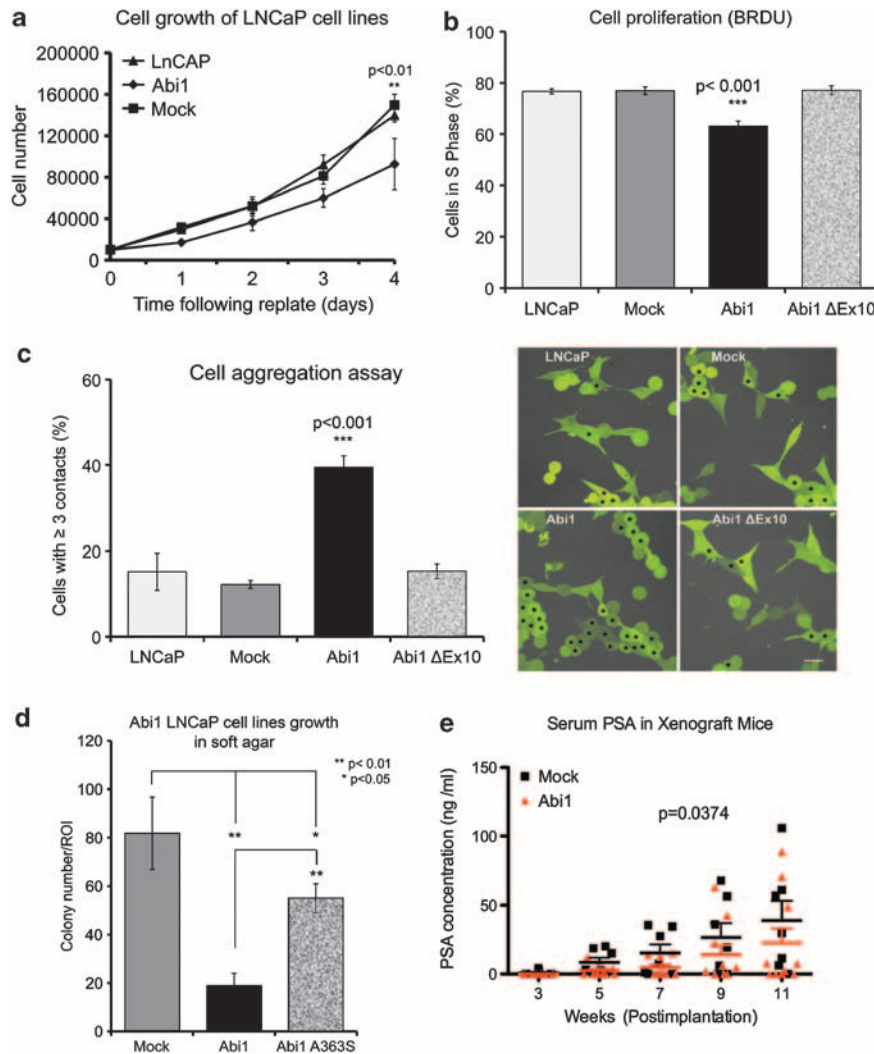 a
Cell growth of LNCaP cell lines
200000
160000
120000
80000
40000
0
Cell number
LnCAP
Abi1
Mock
p<0.01
**
0 1 2 3 4
Time following replate (days)
b
Cell proliferation (BRDU)
100
80
60
40
20
0
Cells in S Phase (%)
p< 0.001
***
LNCaP Mock Abi1 Abi1 ΔEx10
c
Cell aggregation assay
60
40
20
0
Cells with ≥ 3 contacts (%)
p<0.001
***
LNCaP Mock Abi1 Abi1 ΔEx10
LNCaP Mock
Abi1 Abi1 ΔEx10
d
Abi1 LNCaP cell lines growth
in soft agar
120
100
80
60
40
20
0
Colony number/ROI
** p< 0.01
* p<0.05
** *
**
Mock Abi1 Abi1 A363S
e
Serum PSA in Xenograft Mice
150
100
50
0
PSA concentration (ng /ml)
Mock
Abi1
p=0.0374
3 5 7 9 11
Weeks (Postimplantation)